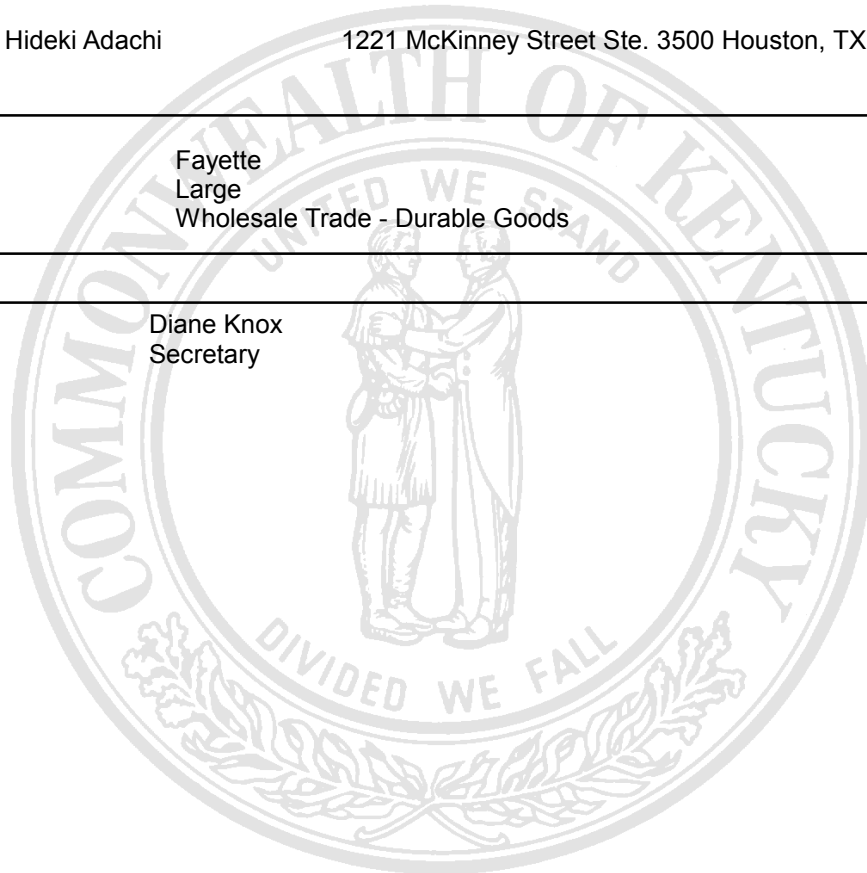 Hideki Adachi 1221 McKinney Street Ste. 3500 Houston, TX
Fayette
Large
Wholesale Trade - Durable Goods
Diane Knox
Secretary
COMMONWEALTH OF KENTUCKY
UNITED WE STAND
DIVIDED WE FALL